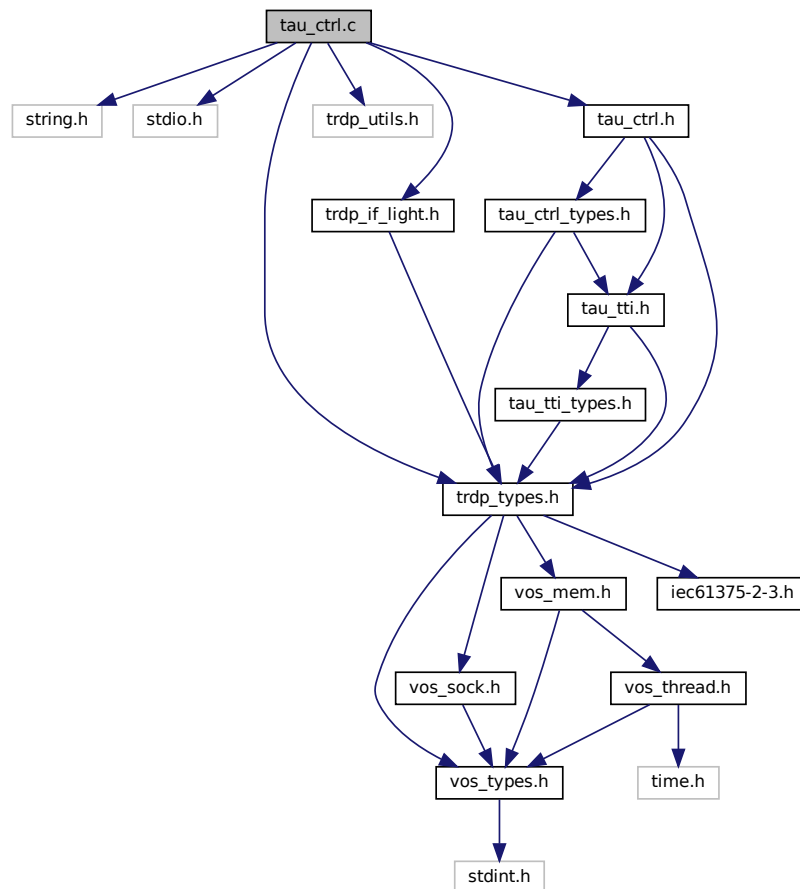 tau_ctrl.c
string.h
stdio.h
trdp_utils.h
tau_ctrl.h
trdp_if_light.h
tau_ctrl_types.h
tau_tti.h
tau_tti_types.h
trdp_types.h
vos_mem.h
iec61375-2-3.h
vos_sock.h
vos_thread.h
vos_types.h
time.h
stdint.h